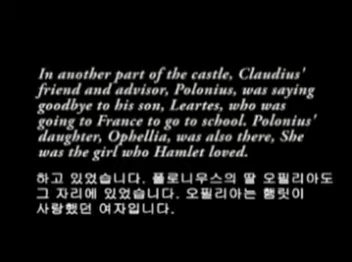 In another part of the castle, Claudius'
friend and advisor, Polonius, was saying
goodbye to his son, Leartes, who was
going to France to go to school. Polonius'
daughter, Ophellia, was also there, She
was the girl who Hamlet loved.
하고 있었습니다. 폴로니우스의 딸 오필리아도
그 자리에 있었습니다. 오필리아는 햄릿이
사랑했던 여자입니다.